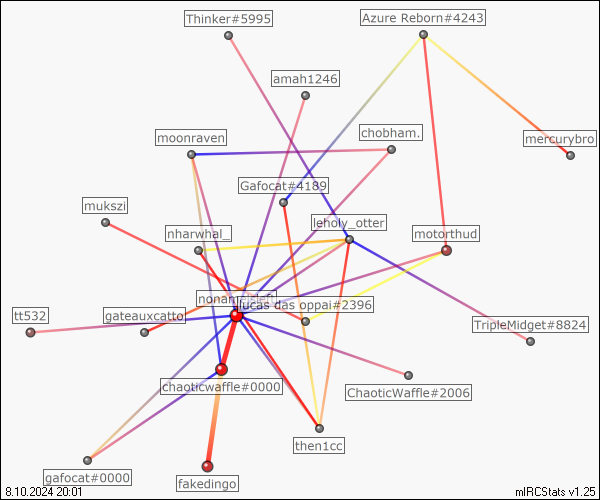 Thinker#5995
Azure Reborn#4243
amah1246
chobham.
moonraven
mercurybro
Gafocat#4189
mukszi
leholy_otter
nharwhal_
motorthud
lucas das oppai#2396
tt532
gateauxcatto
TripleMidget#8824
chaoticwaffle#0000
ChaoticWaffle#2006
then1cc
gafocat#0000
fakedingo
8.10.2024 20:01
mIRCStats v1.25